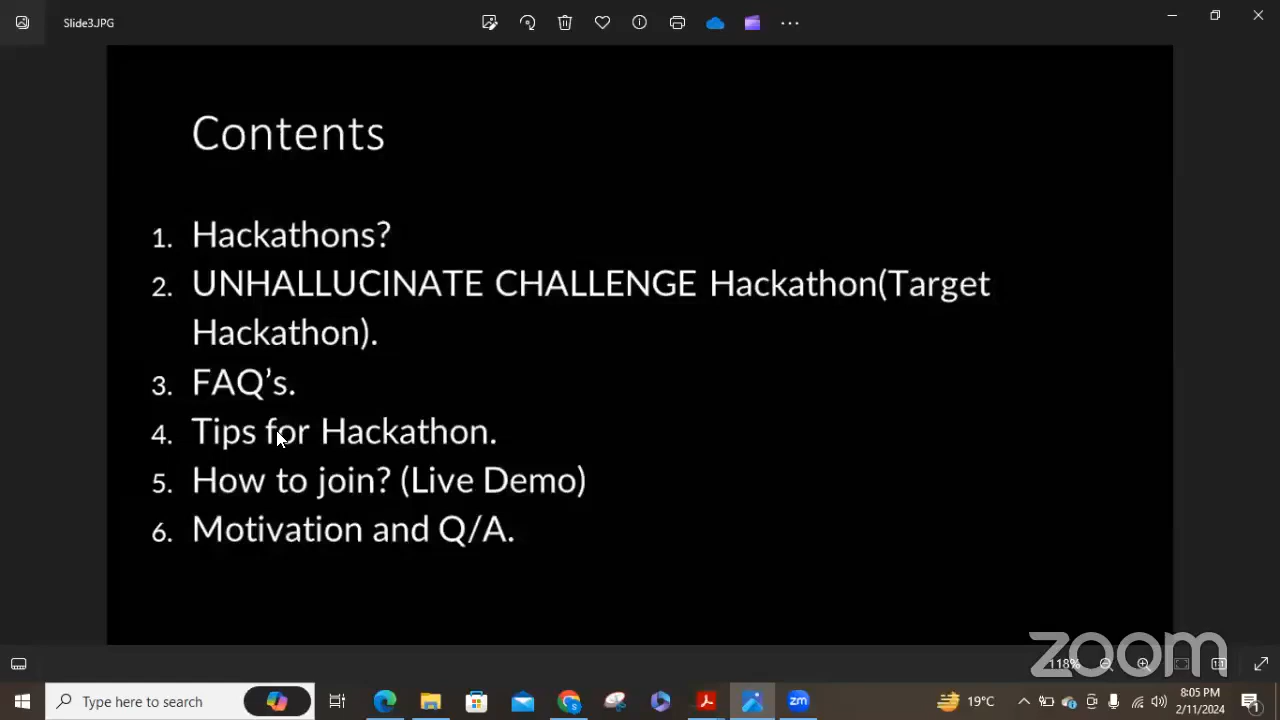 Slide3.JPG
Contents
1. Hackathons?
2. UNHALLUCINATE CHALLENGE Hackathon(Target
Hackathon).
3. FAQ’s.
4. Tips for Hackathon.
5. How to join? (Live Demo)
6. Motivation and Q/A.
zoom
118%
Type here to search
zm
19°C
8:05 PM
2/11/2024